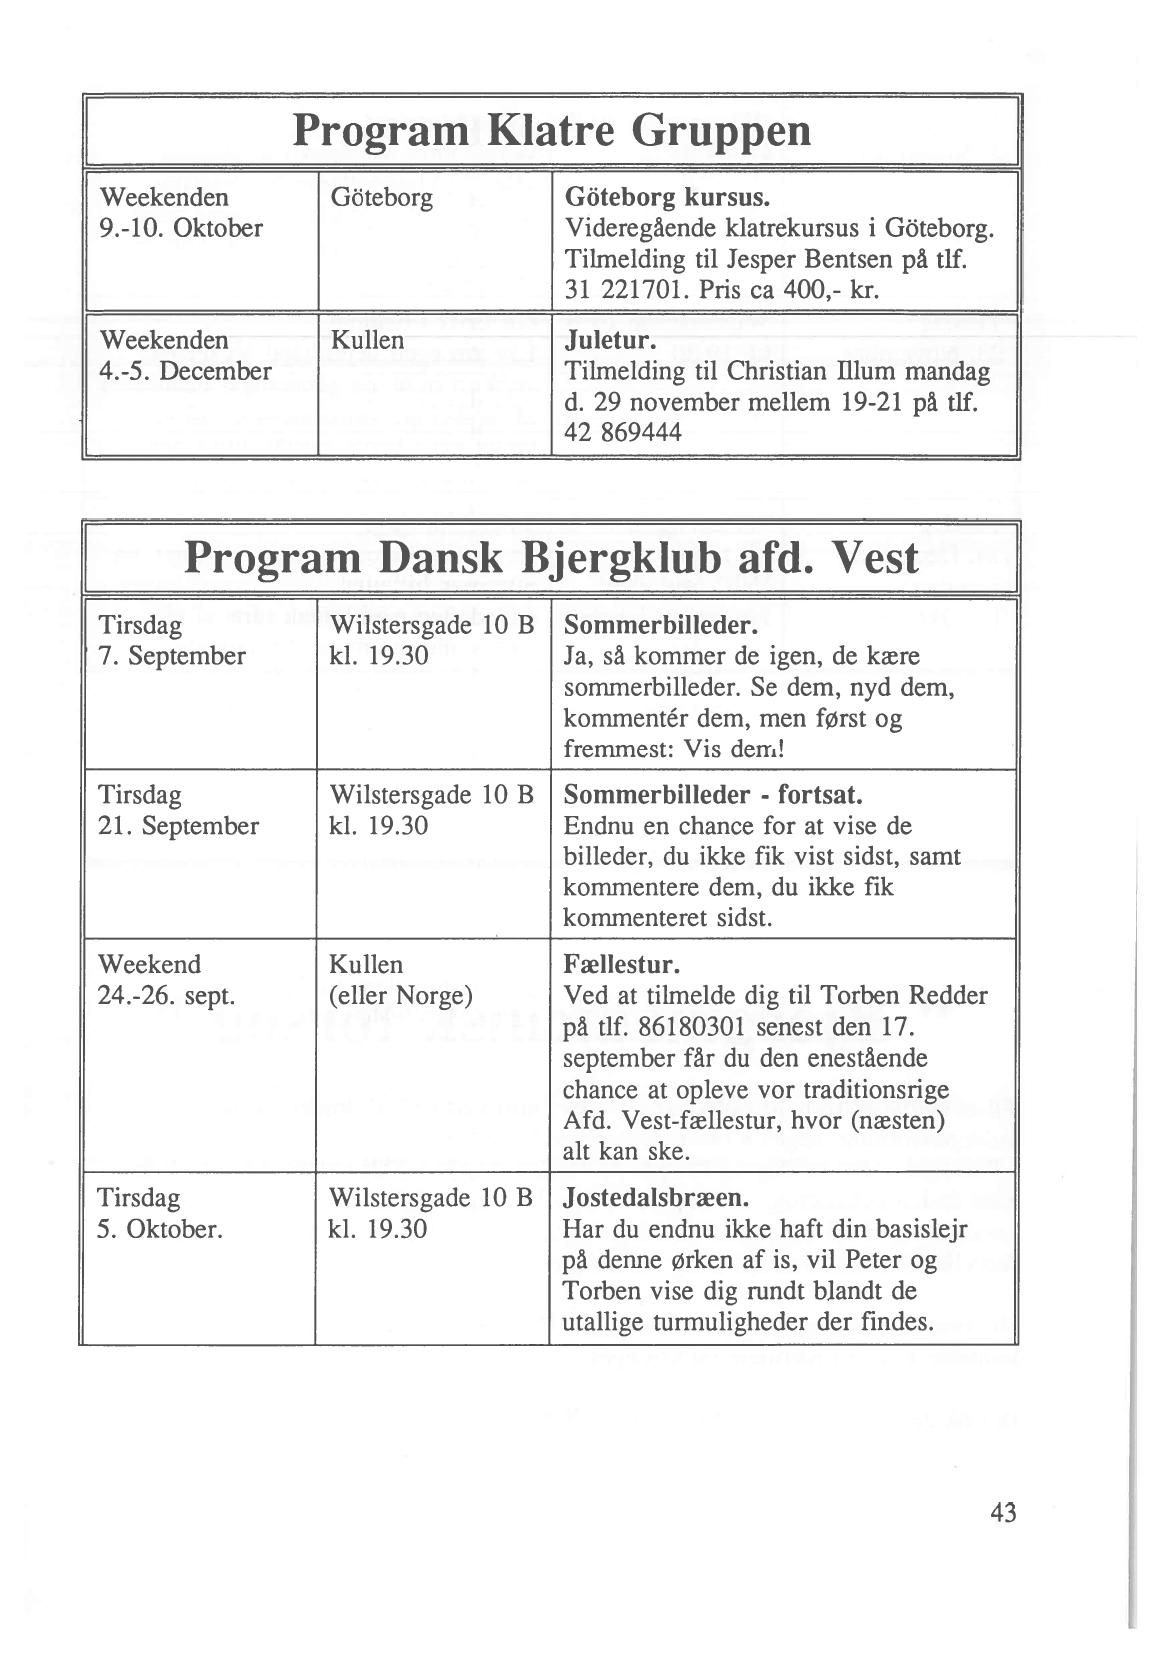 Program Klatre Gruppen
Weekenden
9.-10. Oktober
Göteborg
Göteborg kursus.
Videregående klatrekursus i Göteborg.
Tilmelding til Jesper Bentsen på tlf.
31 221701. Pris ca 400,- kr.
Weekenden
4.-5. December
Kullen
Juletur.
Tilmelding til Christian Illum mandag
d. 29 november mellem 19-21 på tlf.
42 869444
Program Dansk Bjergklub afd. Vest
Tirsdag
7. September
Wilstersgade 10 B
kl. 19.30
Sommerbilleder.
Ja, så kommer de igen, de kære
sommerbilleder. Se dem, nyd dem,
kommentér dem, men først og
fremmest: Vis dem!
Tirsdag
21. September
Wilstersgade 10 B
kl. 19.30
Sommerbilleder - fortsat.
Endnu en chance for at vise de
billeder, du ikke fik vist sidst, samt
kommentere dem, du ikke fik
kommenteret sidst.
Weekend
24.-26. sept.
Kullen
(eller Norge)
Fællestur.
Ved at tilmelde dig til Torben Redder
på tlf. 86180301 senest den 17.
september får du den enestående
chance at opleve vor traditionsrige
Afd. Vest-fællestur, hvor (næsten)
alt kan ske.
Tirsdag
5. Oktober.
Wilstersgade 10 B
kl. 19.30
Jostedalsbræen.
Har du endnu ikke haft din basislejr
på denne ørken af is, vil Peter og
Torben vise dig rundt blandt de
utallige turmuligheder der findes.
43